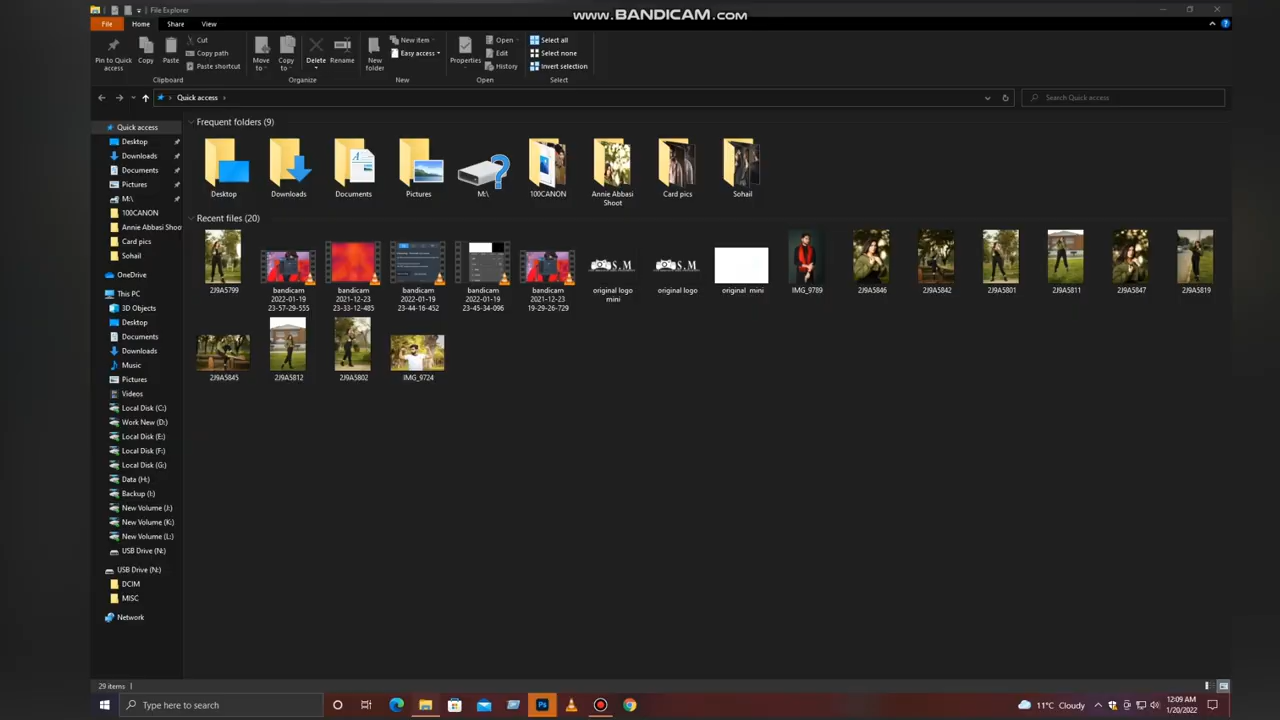 File Explorer
www.BANDICAM.com
File
Home
Share
View
Pin to Quick access
Copy
Paste
Cut
Copy path
Paste shortcut
Clipboard
Move to
Copy to
Delete
Rename
Organize
New folder
New item
Easy access
New
Properties
Open
Edit
History
Open
Select all
Select none
Invert selection
Select
Quick access
Search Quick access
Quick access
Desktop
Downloads
Documents
Pictures
M:\
100CANON
Annie Abbasi Shoo
Card pics
Sohail
OneDrive
This PC
3D Objects
Desktop
Documents
Downloads
Music
Pictures
Videos
Local Disk (C:)
Work New (D:)
Local Disk (E:)
Local Disk (F:)
Local Disk (G:)
Data (H:)
Backup (I:)
New Volume (J:)
New Volume (K:)
New Volume (L:)
USB Drive (N:)
USB Drive (N:)
DCIM
MISC
Network
Frequent folders (9)
Desktop
Downloads
Documents
Pictures
M:\
100CANON
Annie Abbasi
Shoot
Card pics
Sohail
Recent files (20)
2J9A5799
bandicam
2022-01-19
23-57-29-555
bandicam
2021-12-23
23-33-12-485
bandicam
2022-01-19
23-44-16-452
bandicam
2022-01-19
23-45-34-096
bandicam
2021-12-23
19-29-26-729
S.M
original logo
mini
S.M
original logo
original mini
IMG_9789
2J9A5846
2J9A5842
2J9A5801
2J9A5811
2J9A5847
2J9A5819
2J9A5845
2J9A5812
2J9A5802
IMG_9724
29 items
Type here to search
Ps
11°C Cloudy
12:09 AM
1/20/2022